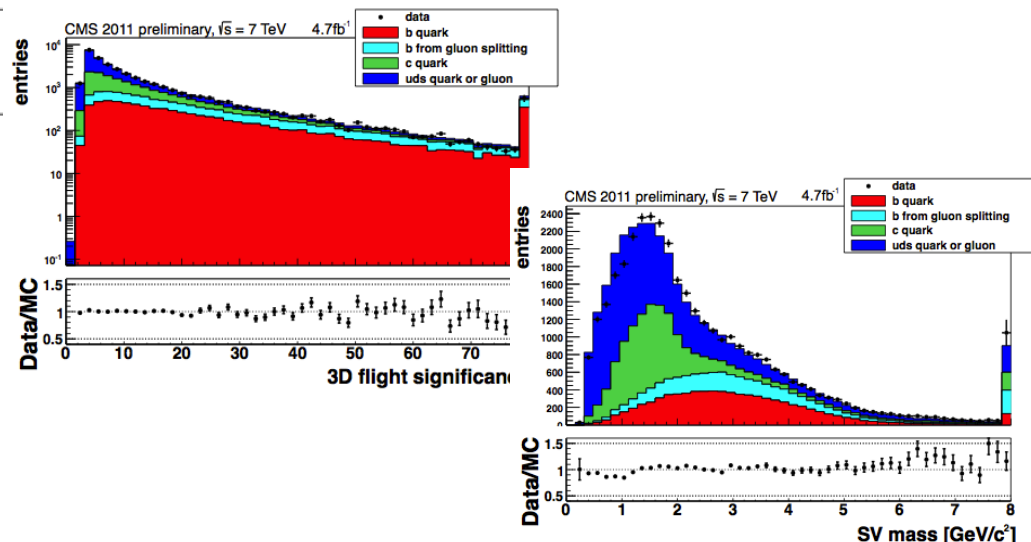 CMS 2011 preliminary, √s = 7 TeV 4.7fb⁻¹
data
b quark
b from gluon splitting
c quark
uds quark or gluon
entries
10⁴
10³
10²
10
1
10⁻¹
Data/MC
1.5
1
0.5
0 10 20 30 40 50 60 70
3D flight significanc
CMS 2011 preliminary, √s = 7 TeV 4.7fb⁻¹
data
b quark
b from gluon splitting
c quark
uds quark or gluon
entries
2400
2200
2000
1800
1600
1400
1200
1000
800
600
400
200
0
Data/MC
1.5
1
0.5
0 1 2 3 4 5 6 7 8
SV mass [GeV/c²]